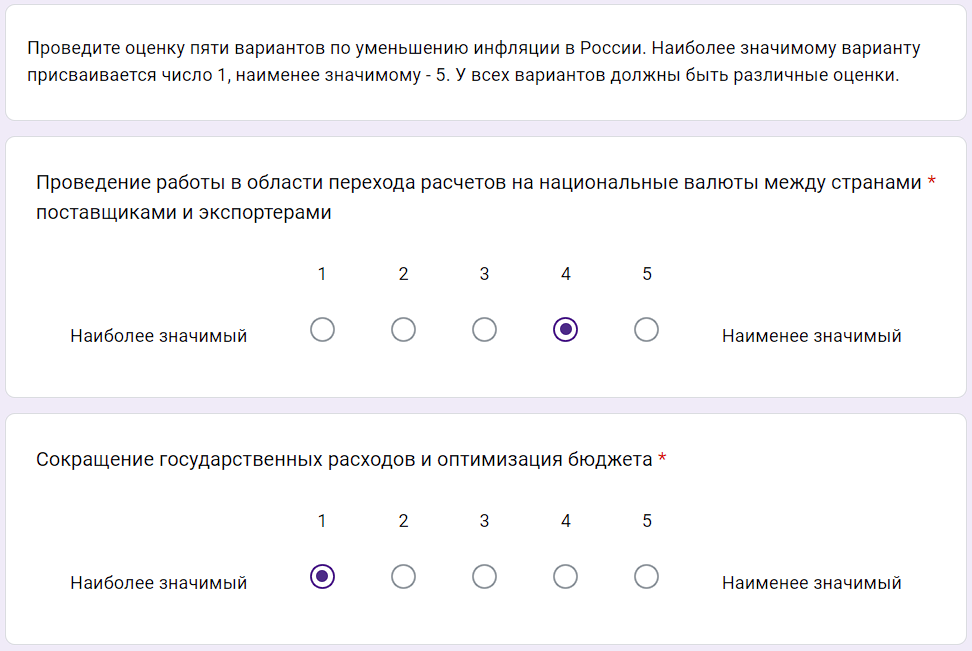 Проведите оценку пяти вариантов по уменьшению инфляции в России. Наиболее значимому варианту
присваивается число 1, наименее значимому - 5. У всех вариантов должны быть различные оценки.
Проведение работы в области перехода расчетов на национальные валюты между странами *
поставщиками и экспортерами
1 2 3 4 5
Наиболее значимый Наименее значимый
Сокращение государственных расходов и оптимизация бюджета *
1 2 3 4 5
Наиболее значимый Наименее значимый